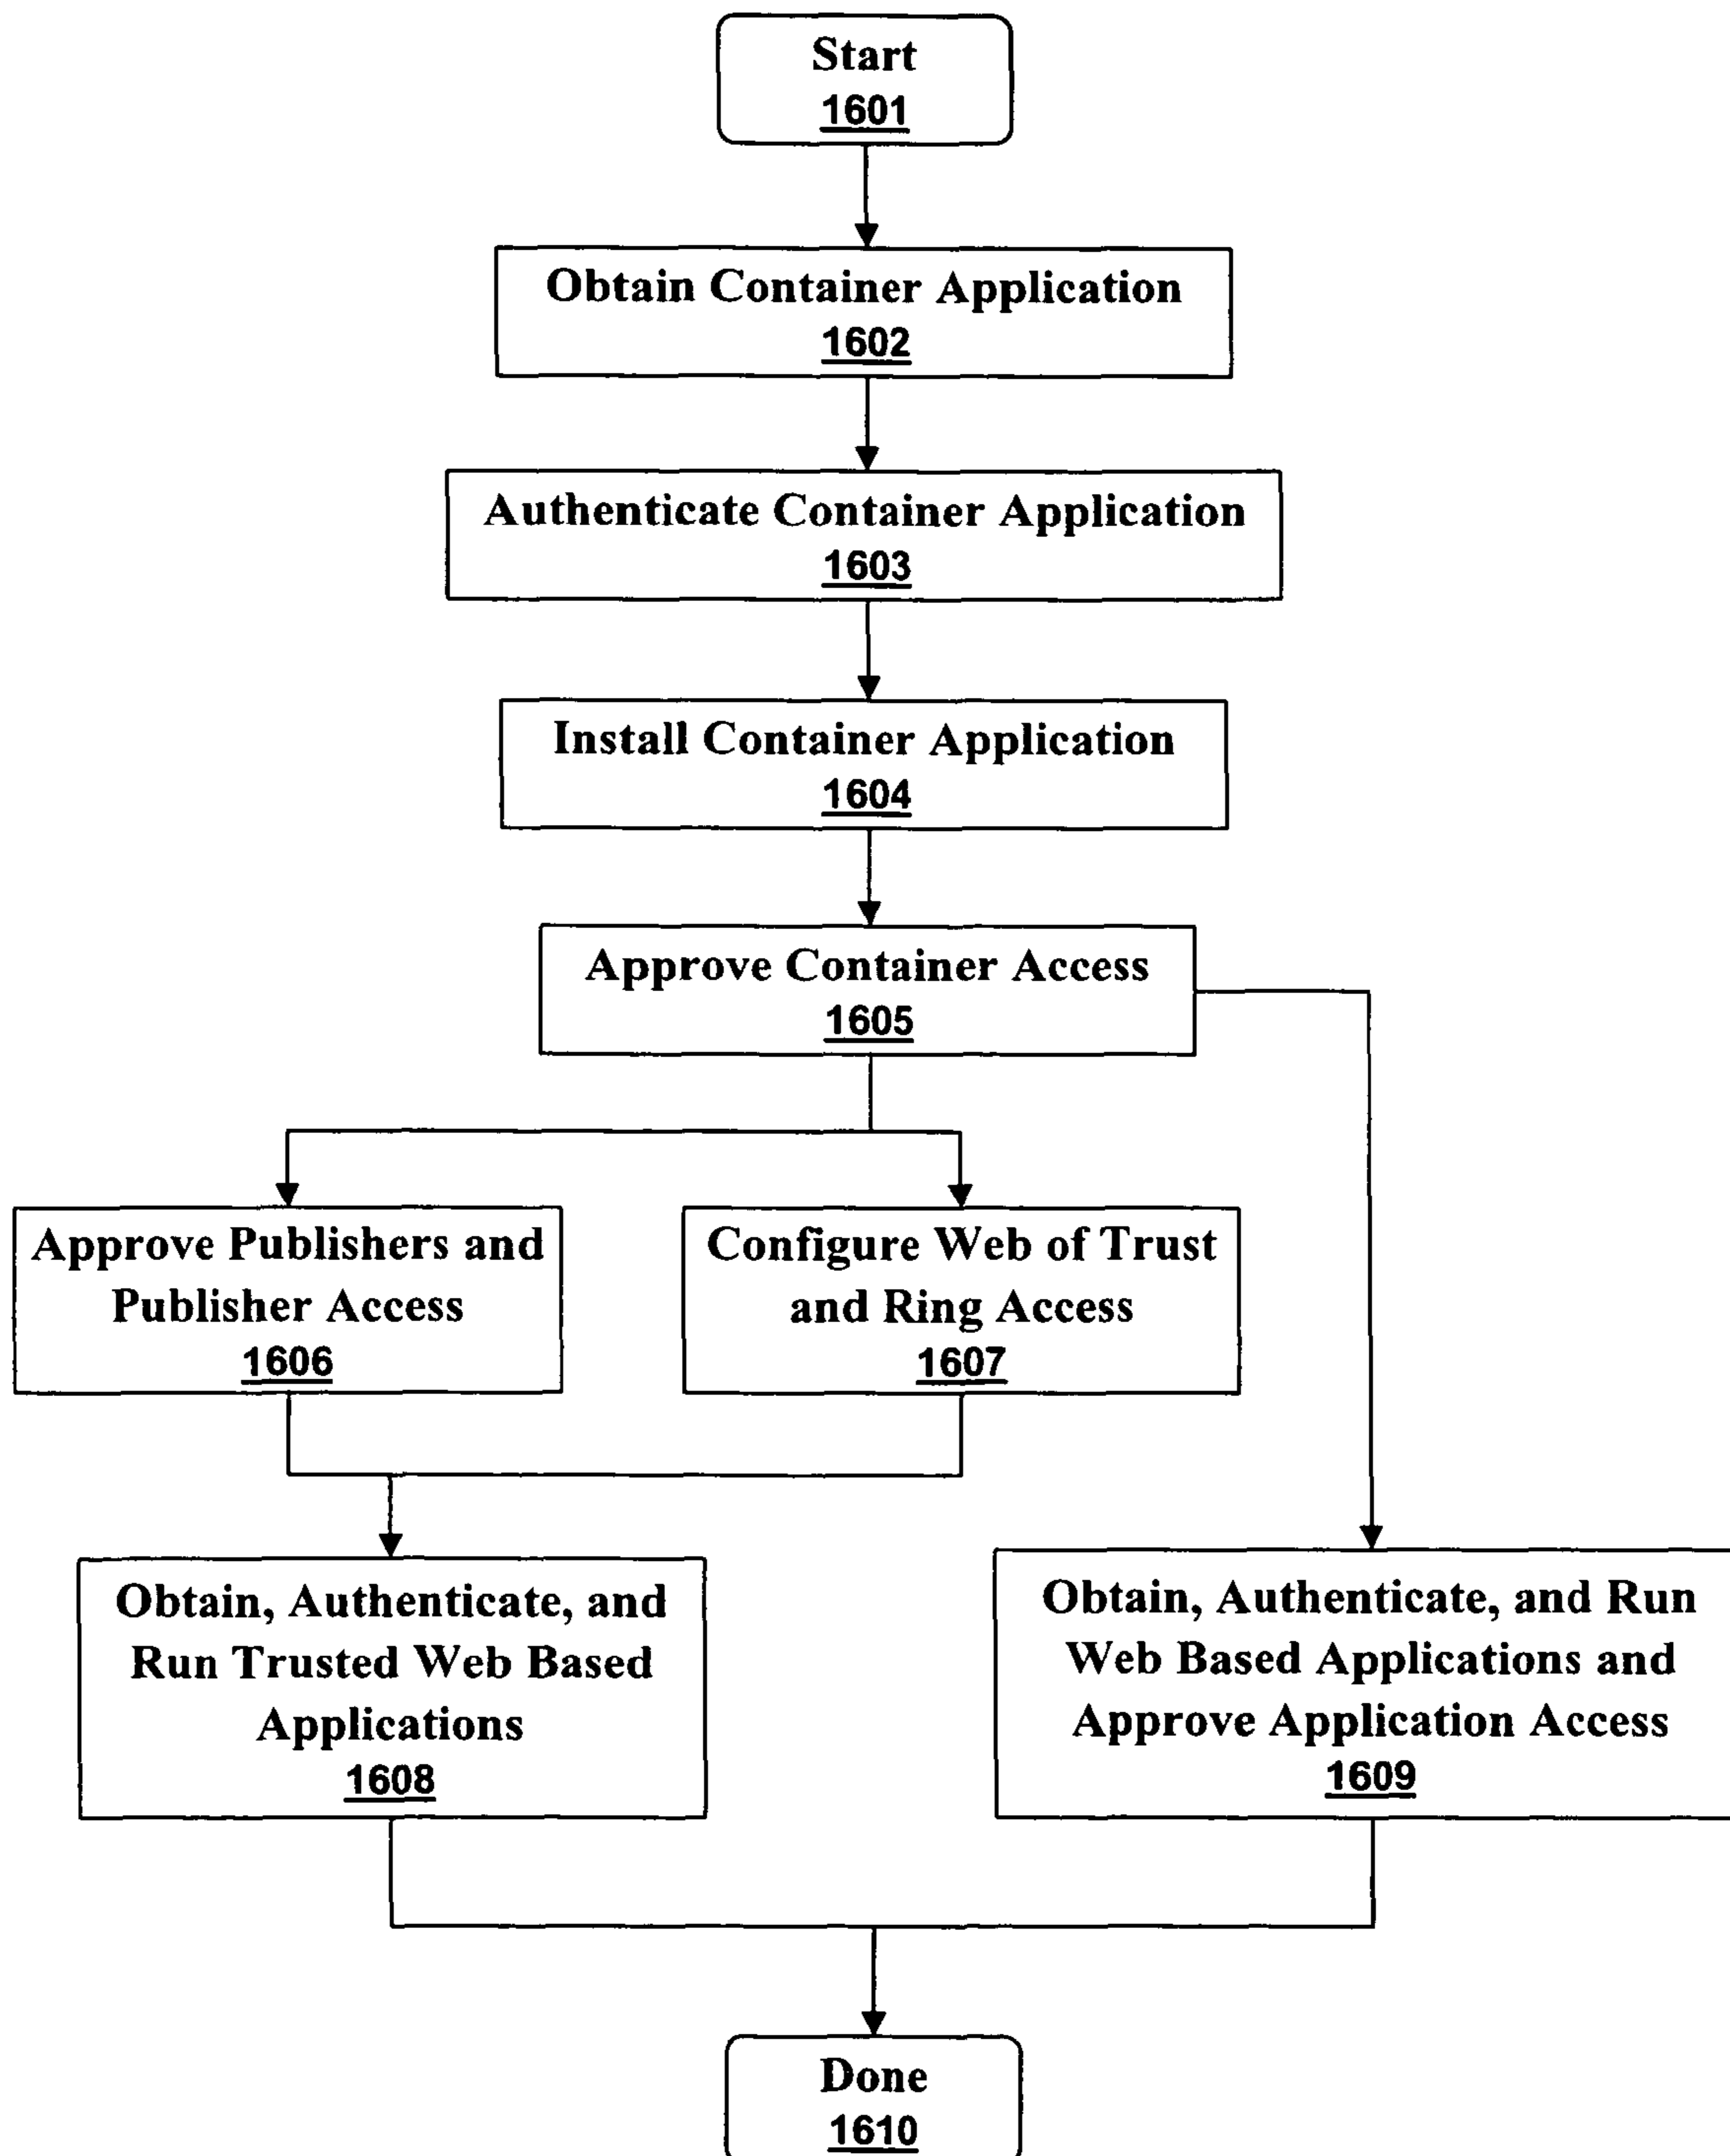 Start
1601
Obtain Container Application
1602
Authenticate Container Application
1603
Install Container Application
1604
Approve Container Access
1605
Approve Publishers and
Publisher Access
1606
Configure Web of Trust
and Ring Access
1607
Obtain, Authenticate, and
Run Trusted Web Based
Applications
1608
Obtain, Authenticate, and Run
Web Based Applications and
Approve Application Access
1609
Done
1610